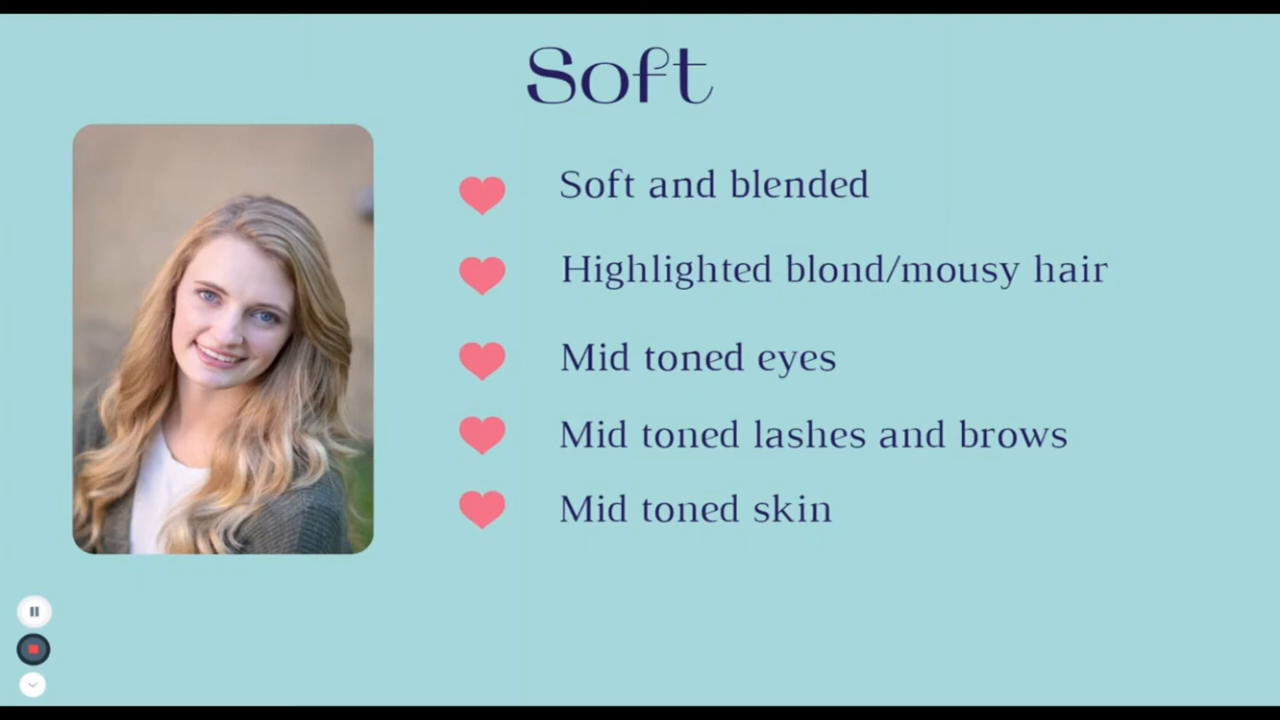 Soft
Soft and blended
Highlighted blond/mousy hair
Mid toned eyes
Mid toned lashes and brows
Mid toned skin